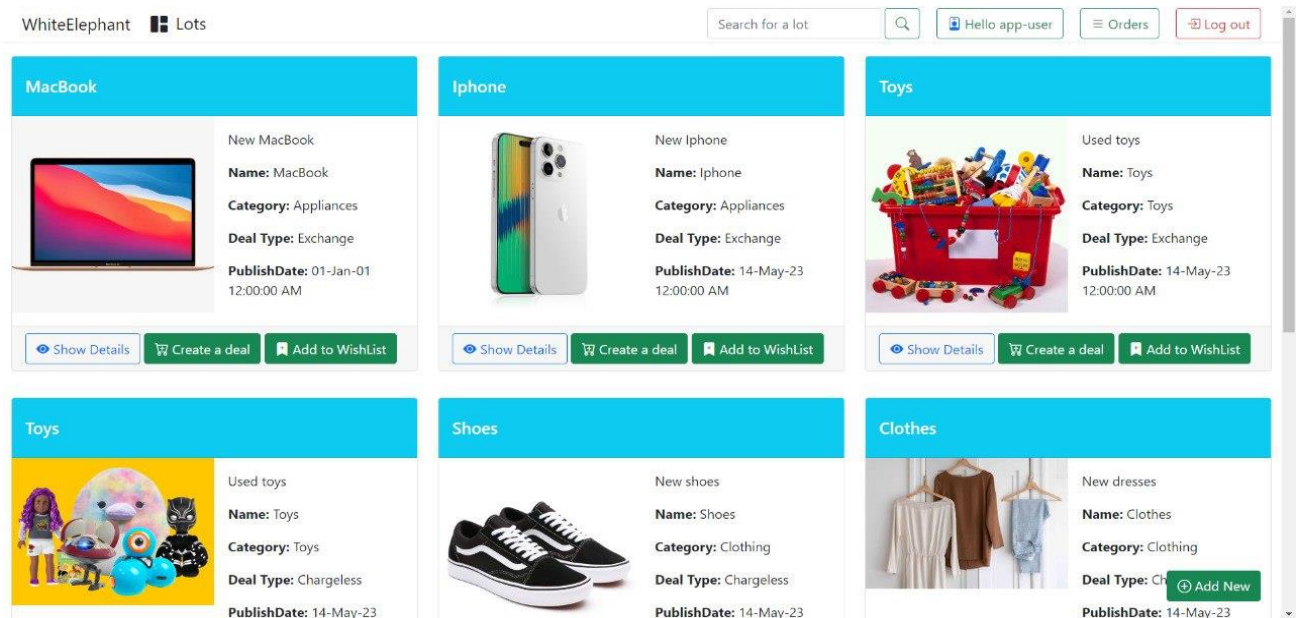 WhiteElephant Lots Search for a lot Hello app-user Orders Log out
MacBook
New MacBook
Name: MacBook
Category: Appliances
Deal Type: Exchange
PublishDate: 01-Jan-01
12:00:00 AM
Show Details Create a deal Add to WishList
Iphone
New Iphone
Name: Iphone
Category: Appliances
Deal Type: Exchange
PublishDate: 14-May-23
12:00:00 AM
Show Details Create a deal Add to WishList
Toys
Used toys
Name: Toys
Category: Toys
Deal Type: Exchange
PublishDate: 14-May-23
12:00:00 AM
Show Details Create a deal Add to WishList
Toys
Used toys
Name: Toys
Category: Toys
Deal Type: Chargeless
PublishDate: 14-May-23
Shoes
New shoes
Name: Shoes
Category: Clothing
Deal Type: Chargeless
PublishDate: 14-May-23
Clothes
New dresses
Name: Clothes
Category: Clothing
Deal Type: Ch
Add New
PublishDate: 14-May-23